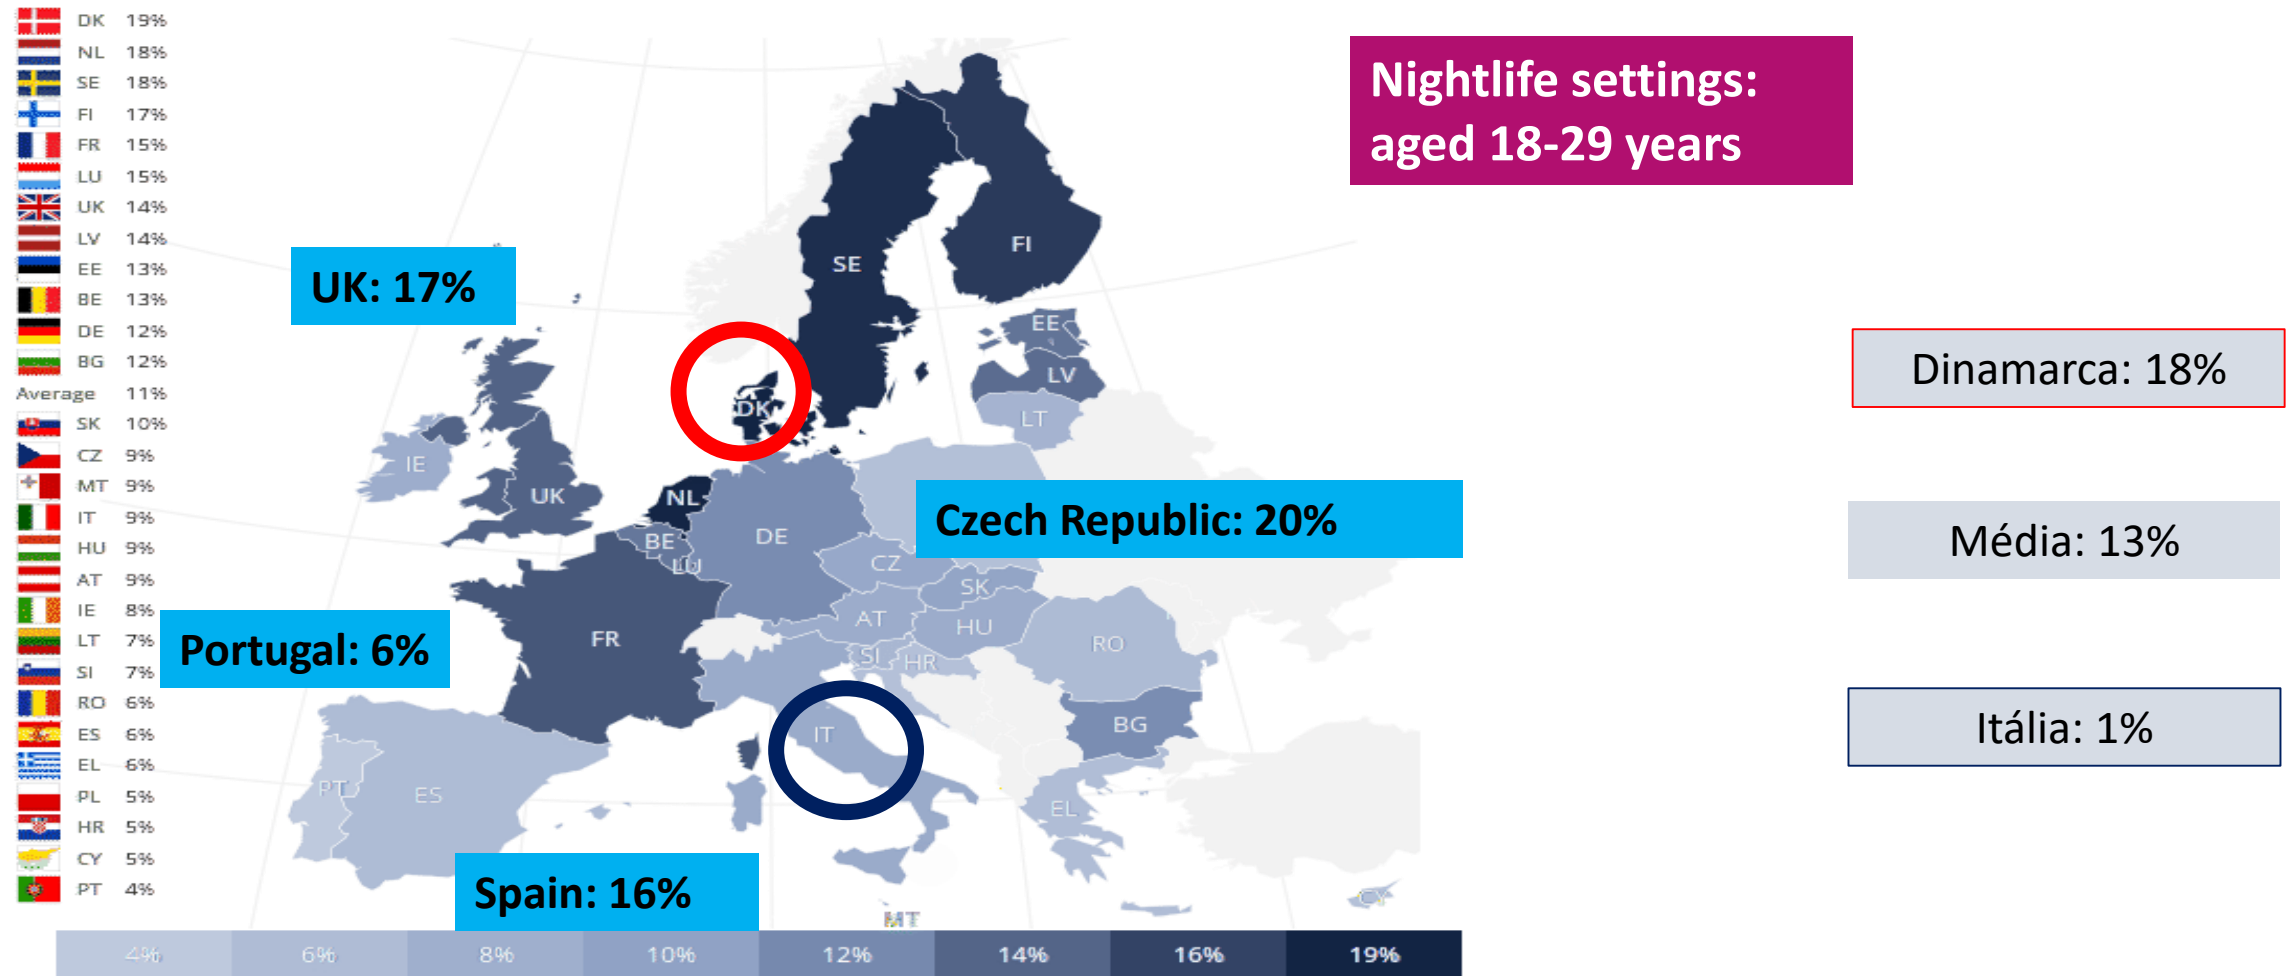 DK 19%
NL 18%
SE 18%
FI 17%
FR 15%
LU 15%
UK 14%
LV 14%
EE 13%
BE 13%
DE 12%
BG 12%
Average 11%
SK 10%
CZ 9%
MT 9%
IT 9%
HU 9%
AT 9%
IE 8%
LT 7%
SI 7%
RO 6%
ES 6%
EL 6%
PL 5%
HR 5%
CY 5%
PT 4%
Nightlife settings:
aged 18-29 years
UK: 17%
Czech Republic: 20%
Portugal: 6%
Spain: 16%
Dinamarca: 18%
Média: 13%
Itália: 1%
FI
SE
EE
LV
LT
DK
IE
UK
NL
BE
LU
DE
CZ
SK
AT
HU
FR
SI
HR
RO
IT
BG
PT
ES
EL
MT
CY
4% 6% 8% 10% 12% 14% 16% 19%